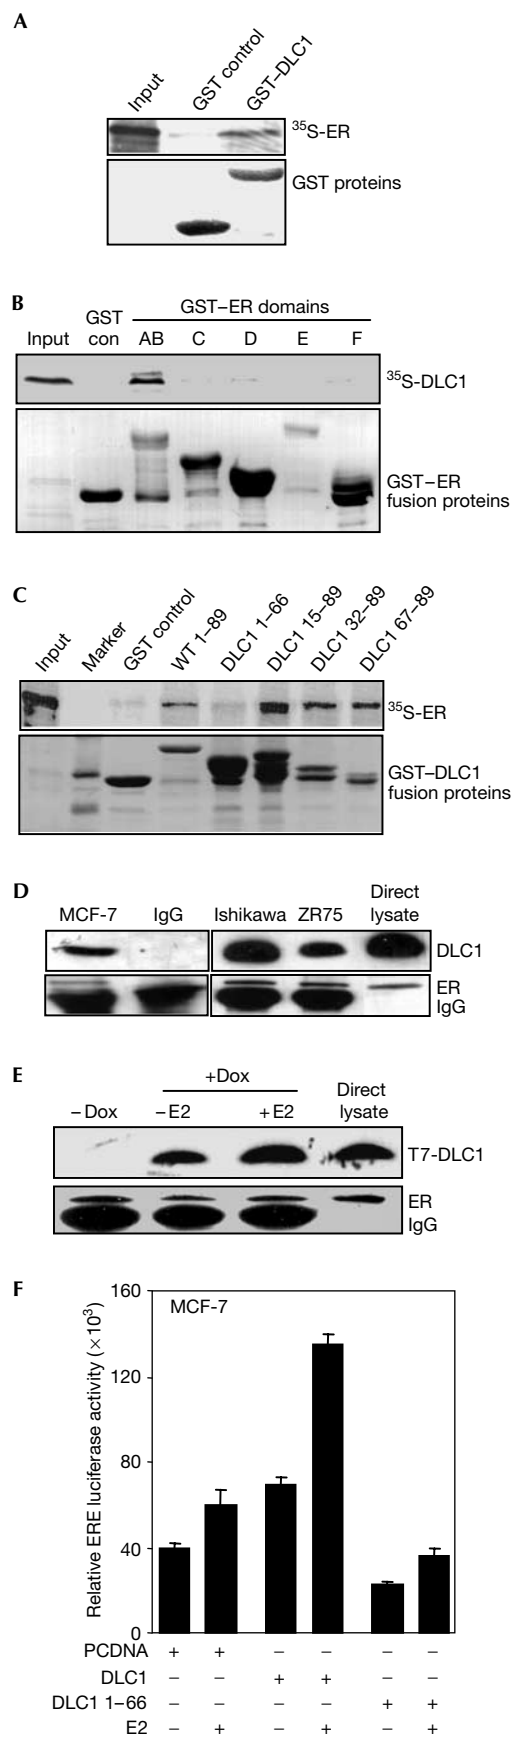 A
Input
GST control
GST–DLC1
35S-ER
GST proteins
B
GST–ER domains
Input
GST
con
AB
C
D
E
F
35S-DLC1
GST–ER
fusion proteins
C
Input
Marker
GST control
WT 1–89
DLC1 1–66
DLC1 15–89
DLC1 32–89
DLC1 67–89
35S-ER
GST–DLC1
fusion proteins
D
MCF-7
IgG
Ishikawa
ZR75
Direct
lysate
DLC1
ER
IgG
E
+Dox
–Dox
–E2
+E2
Direct
lysate
T7-DLC1
ER
IgG
F
MCF-7
Relative ERE luciferase activity (×10³)
160
120
80
40
0
PCDNA + + – – – –
DLC1 – – + + – –
DLC1 1–66 – – – – + +
E2 – + – + – +